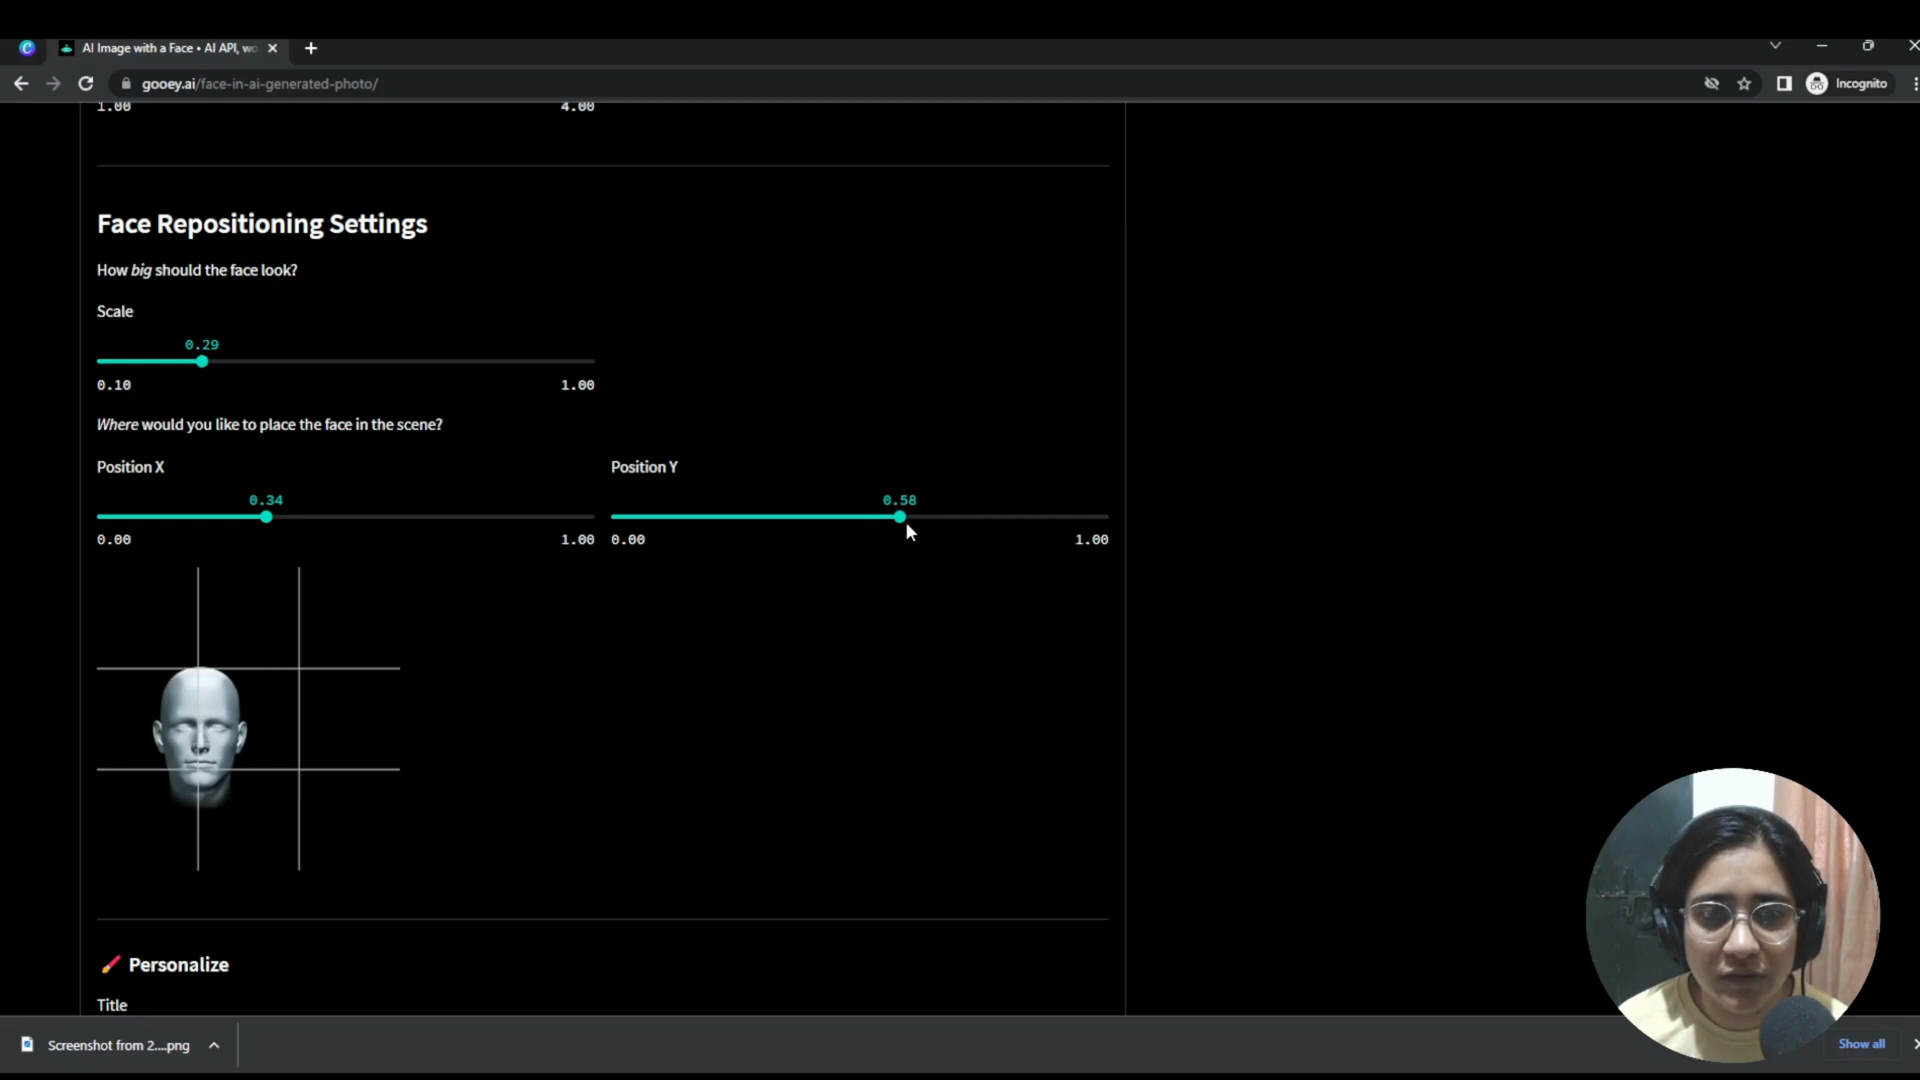 AI Image with a Face • AI API, wo
gooey.ai/face-in-ai-generated-photo/
Incognito
1.00 4.00
Face Repositioning Settings
How big should the face look?
Scale
0.29
0.10 1.00
Where would you like to place the face in the scene?
Position X Position Y
0.34 0.58
0.00 1.00 0.00 1.00
Personalize
Title
Screenshot from 2....png
Show all